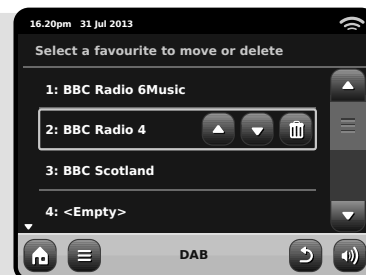 16.20pm 31 Jul 2013
Select a favourite to move or delete
1: BBC Radio 6Music
2: BBC Radio 4
3: BBC Scotland
4: <Empty>
DAB